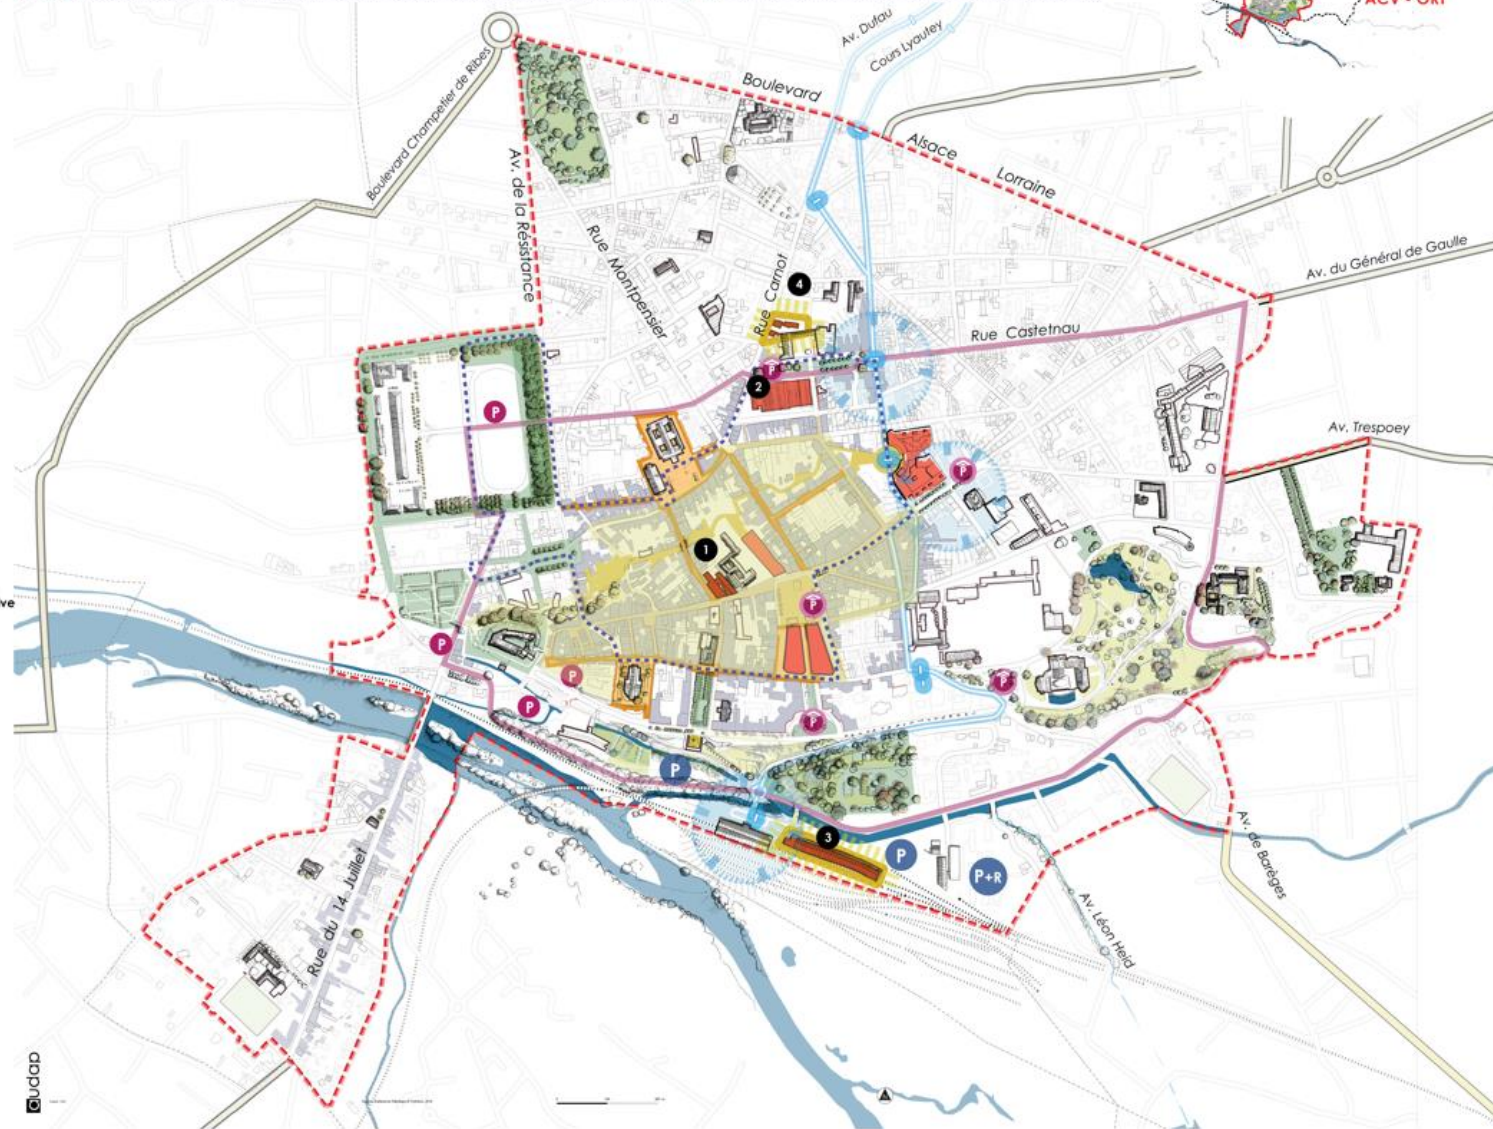 ACV - ORT
Av. Dufau
Cours Lyautey
Boulevard Champetier de Ribes
Boulevard
Alsace
Lorraine
Av. de la Résistance
Rue Montpensier
Rue Carnot
4
Av. du Général de Gaulle
Rue Castetnau
P
2
P
Av. Trespoey
P
1
ve
P
P
P
P
P
P
P
3
P
P+R
Av. de Barèges
Rue du 14 Juillet
Av. Léon Heid
audap